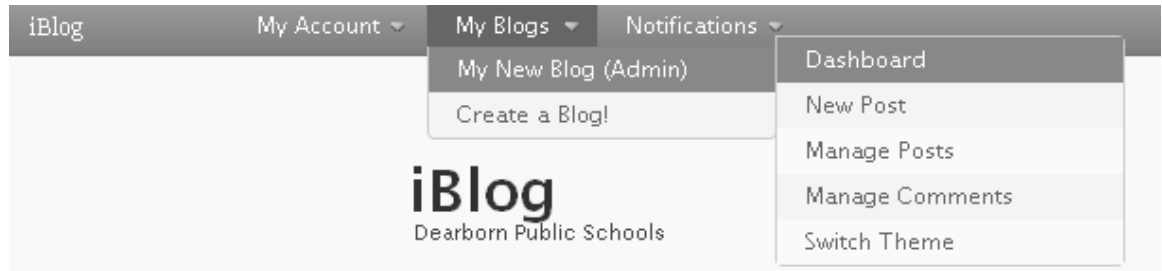 iBlog My Account My Blogs Notifications
My New Blog (Admin)
Create a Blog!
Dashboard
New Post
Manage Posts
Manage Comments
Switch Theme
iBlog
Dearborn Public Schools